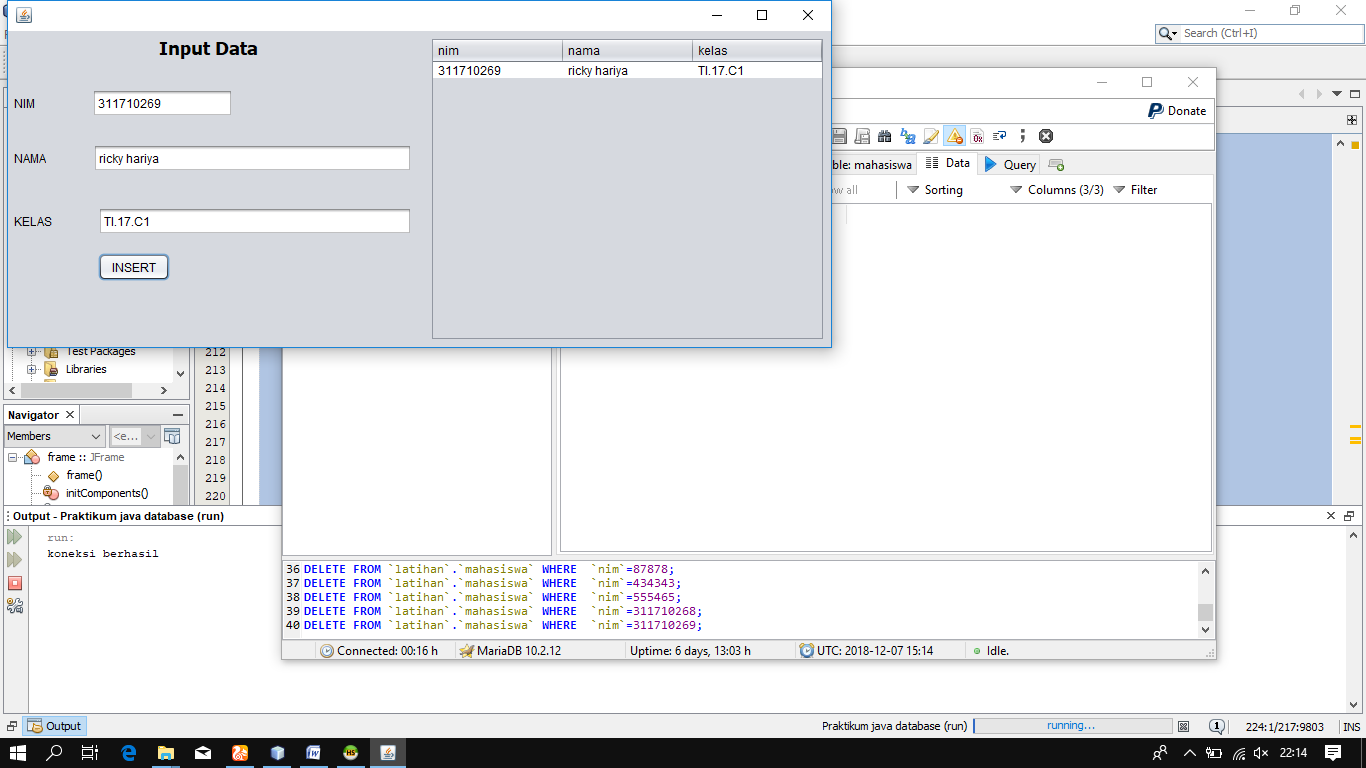 Input Data
NIM 311710269
NAMA ricky hariya
KELAS TI.17.C1
INSERT
nim nama kelas
311710269 ricky hariya TI.17.C1
Search (Ctrl+I)
Donate
ble: mahasiswa Data Query
ow all Sorting Columns (3/3) Filter
Test Packages
Libraries
212
213
214
215
216
217
218
219
220
Navigator
Members <e...
frame :: JFrame
frame()
initComponents()
Output - Praktikum java database (run)
run:
koneksi berhasil
36 DELETE FROM `latihan`.`mahasiswa` WHERE `nim`=87878;
37 DELETE FROM `latihan`.`mahasiswa` WHERE `nim`=434343;
38 DELETE FROM `latihan`.`mahasiswa` WHERE `nim`=555465;
39 DELETE FROM `latihan`.`mahasiswa` WHERE `nim`=311710268;
40 DELETE FROM `latihan`.`mahasiswa` WHERE `nim`=311710269;
Connected: 00:16 h MariaDB 10.2.12 Uptime: 6 days, 13:03 h UTC: 2018-12-07 15:14 Idle.
Output
Praktikum java database (run) running... 1 224:1/217:9803 INS
22:14